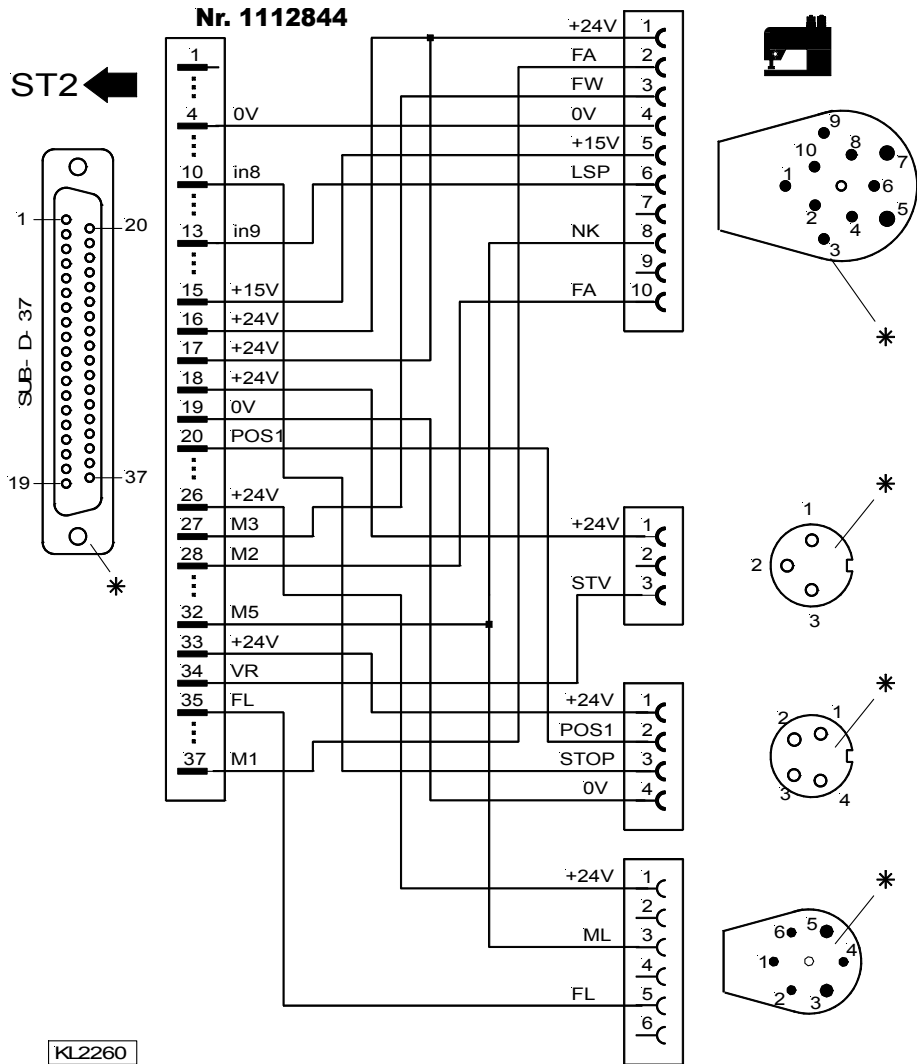 Nr. 1112844
ST2
SUB-D-37
1
20
19
37
1
4 0V
10 in8
13 in9
15 +15V
16 +24V
17 +24V
18 +24V
19 0V
20 POS1
26 +24V
27 M3
28 M2
32 M5
33 +24V
34 VR
35 FL
37 M1
+24V 1
FA 2
FW 3
0V 4
+15V 5
LSP 6
7
NK 8
9
FA 10
+24V 1
2
STV 3
+24V 1
POS1 2
STOP 3
0V 4
+24V 1
2
ML 3
4
FL 5
6
9
10 8 7
1 6
2 4 5
3
*
*
1
2
3
*
2 1
3 4
*
6 5
1 4
2 3
*
KL2260